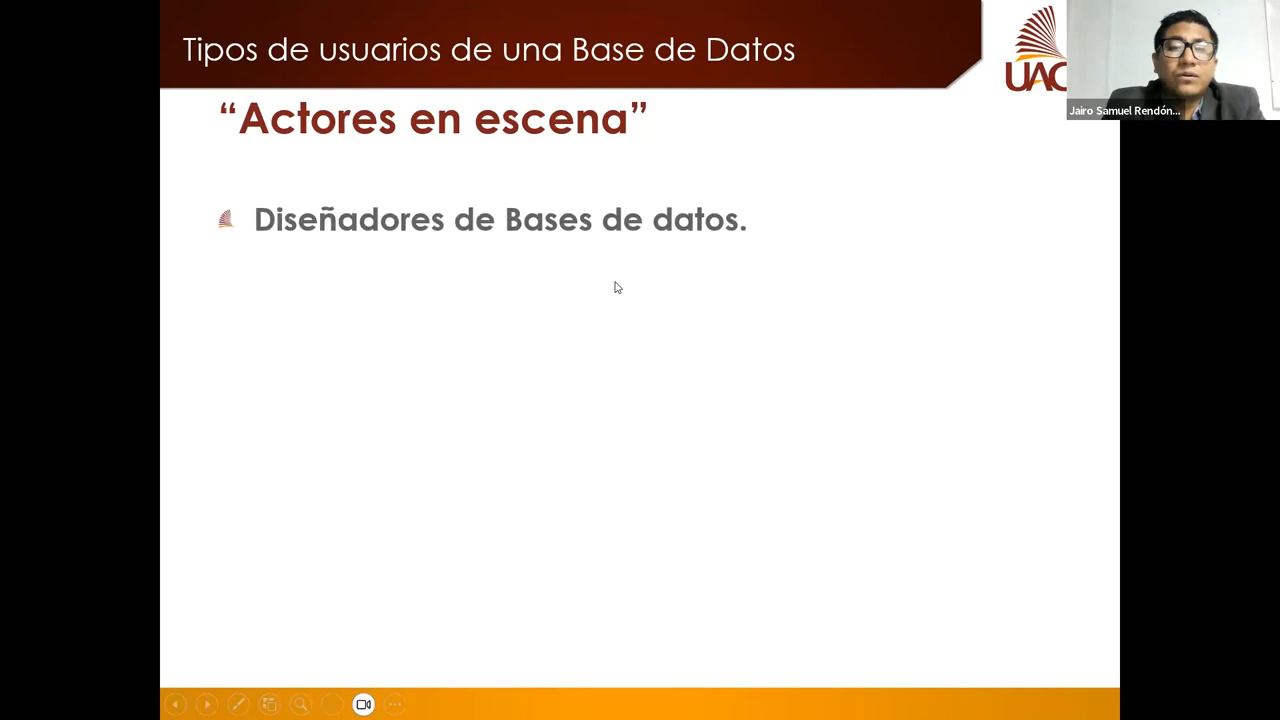 Tipos de usuarios de una Base de Datos
UAC
Jairo Samuel Rendón...
“Actores en escena”
Diseñadores de Bases de datos.